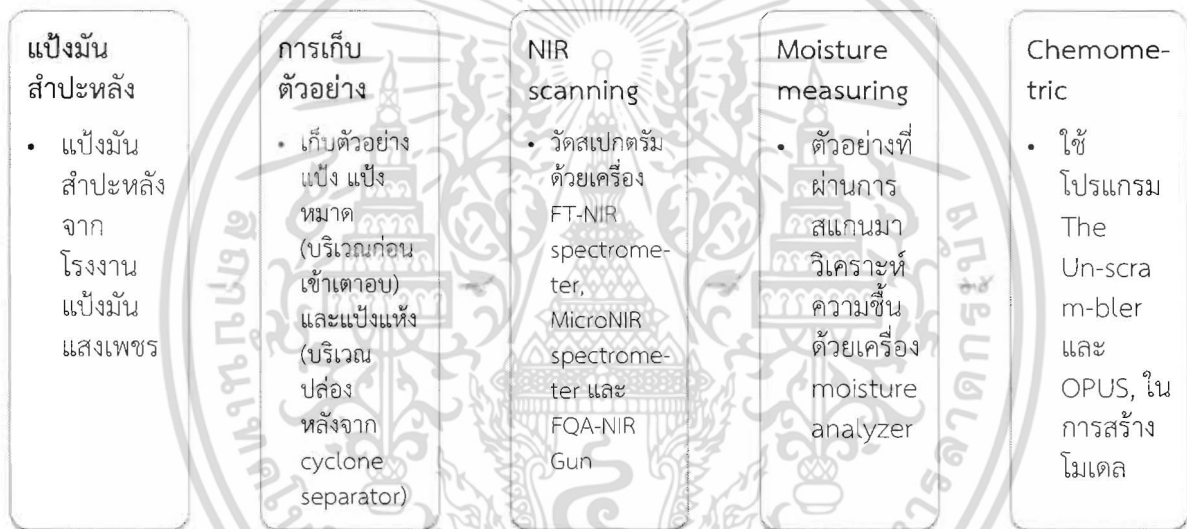 แป้งมัน
สำปะหลัง
• แป้งมัน
สำปะหลัง
จาก
โรงงาน
แป้งมัน
แสงเพชร
การเก็บ
ตัวอย่าง
• เก็บตัวอย่าง
แป้ง แป้ง
หมาด
(บริเวณก่อน
เข้าเตาอบ)
และแป้งแห้ง
(บริเวณ
ปล่อง
หลังจาก
cyclone
separator)
NIR
scanning
• วัดสเปกตรัม
ด้วยเครื่อง
FT-NIR
spectrome-
ter,
MicroNIR
spectrome-
ter และ
FQA-NIR
Gun
Moisture
measuring
• ตัวอย่างที่
ผ่านการ
สแกนมา
วิเคราะห์
ความชื้น
ด้วยเครื่อง
moisture
analyzer
Chemome-
tric
• ใช้
โปรแกรม
The
Un-scra
m-bler
และ
OPUS, ใน
การสร้าง
โมเดล